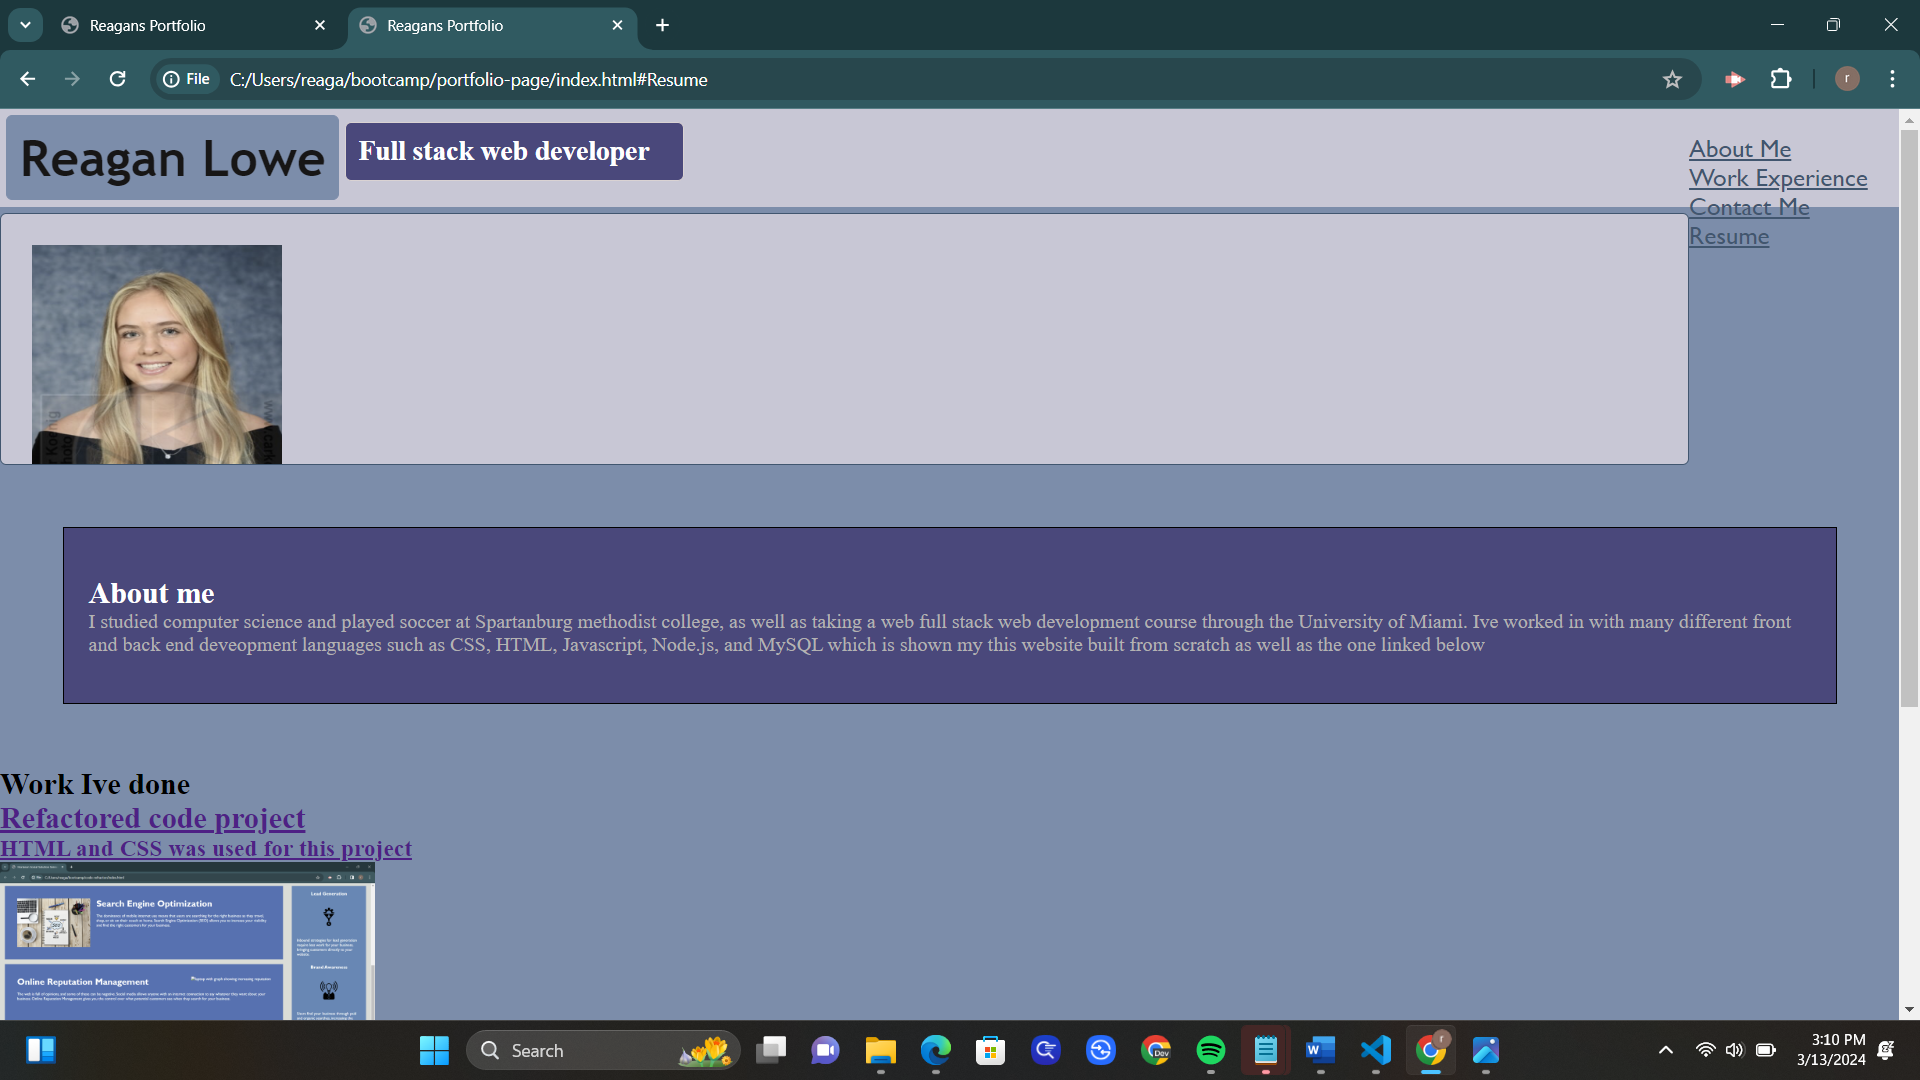 Reagans Portfolio
Reagans Portfolio
File
C:/Users/reaga/bootcamp/portfolio-page/index.html#Resume
r
Reagan Lowe
Full stack web developer
About Me
Work Experience
Contact Me
Resume
About me
I studied computer science and played soccer at Spartanburg methodist college, as well as taking a web full stack web development course through the University of Miami. Ive worked in with many different front
and back end deveopment languages such as CSS, HTML, Javascript, Node.js, and MySQL which is shown my this website built from scratch as well as the one linked below
Work Ive done
Refactored code project
HTML and CSS was used for this project
Search Engine Optimization
Lead Generation
Brand Awareness
Online Reputation Management
Search
Dev
3:10 PM
3/13/2024